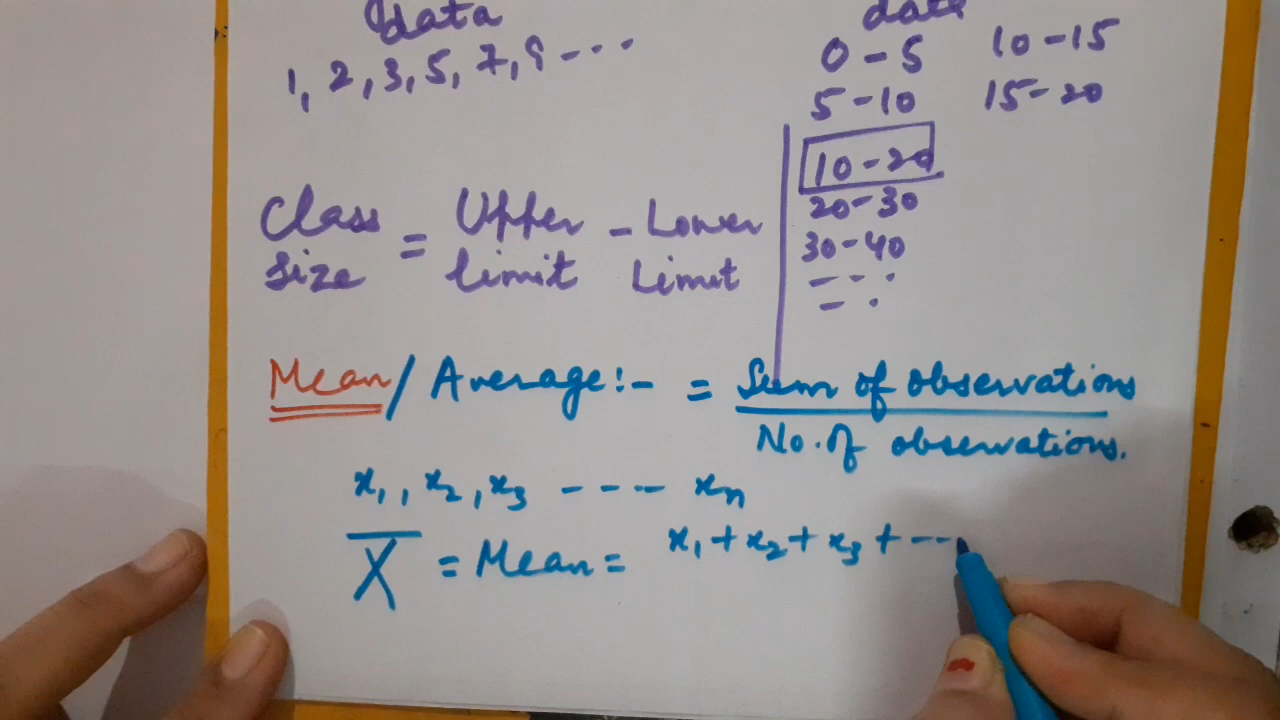 data
1, 2, 3, 5, 7, 9 ---
data
0-5 10-15
5-10 15-20
10-20
20-30
30-40
Class size = Upper limit - Lower Limit
Mean/ Average:- = Sum of observations
No. of observations.
x₁, x₂, x₃ ---- xₙ
X̅ = Mean = x₁+x₂+x₃+---